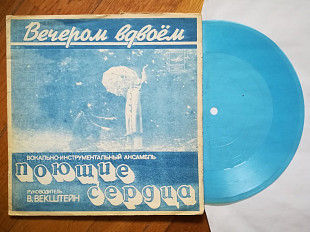 Вечером вдвоём
ВОКАЛЬНО-ИНСТРУМЕНТАЛЬНЫЙ АНСАМБЛЬ
поющие
РУКОВОДИТЕЛЬ
В. ВЕКШТЕЙН
сердца